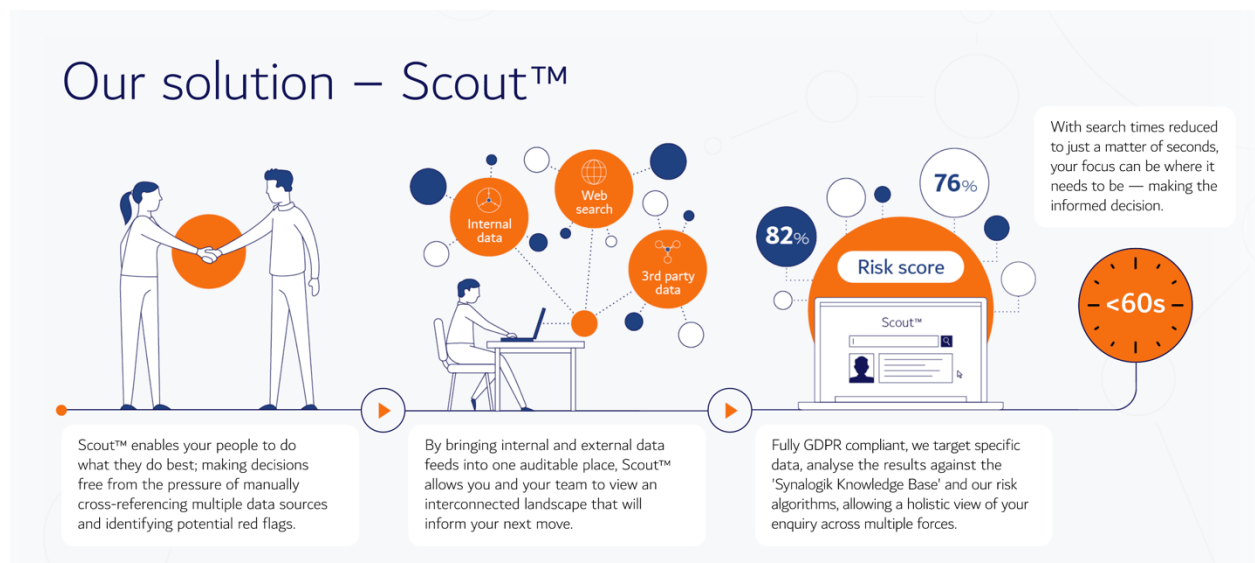 Our solution – Scout™
Internal
data
Web
search
3rd party
data
82%
76%
Risk score
Scout™
With search times reduced
to just a matter of seconds,
your focus can be where it
needs to be — making the
informed decision.
<60s
Scout™ enables your people to do
what they do best; making decisions
free from the pressure of manually
cross-referencing multiple data sources
and identifying potential red flags.
By bringing internal and external data
feeds into one auditable place, Scout™
allows you and your team to view an
interconnected landscape that will
inform your next move.
Fully GDPR compliant, we target specific
data, analyse the results against the
'Synalogik Knowledge Base' and our risk
algorithms, allowing a holistic view of your
enquiry across multiple forces.